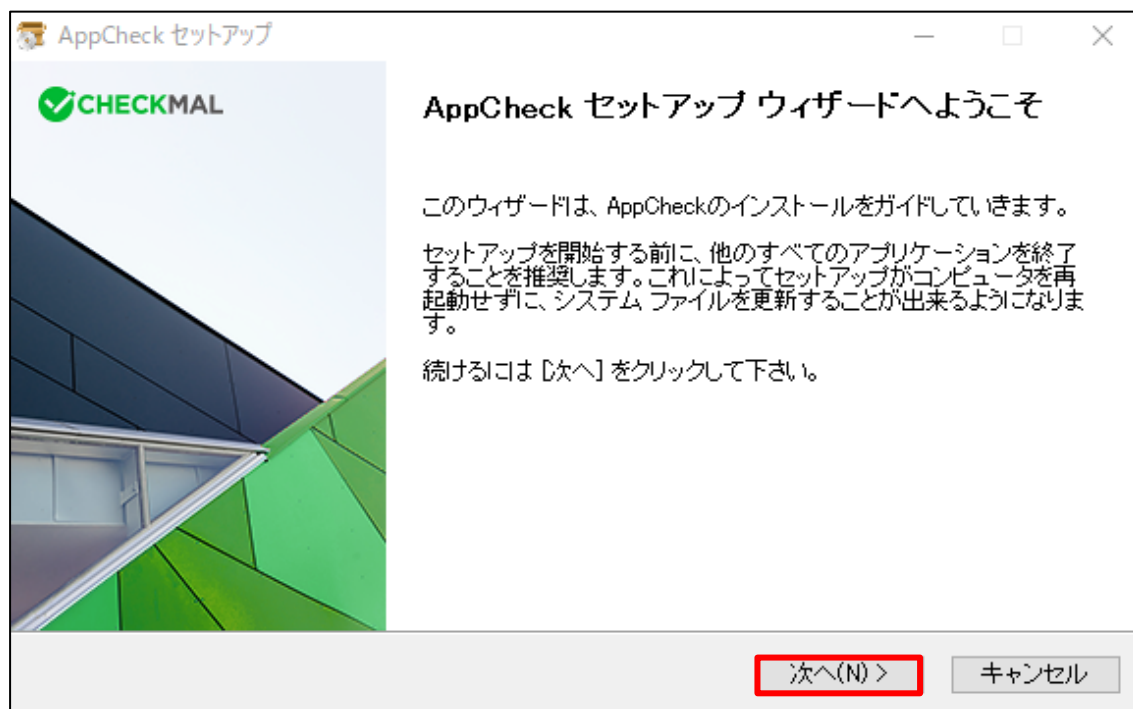 AppCheck セットアップ
CHECKMAL
AppCheck セットアップ ウィザードへようこそ
このウィザードは、AppCheckのインストールをガイドしていきます。
セットアップを開始する前に、他のすべてのアプリケーションを終了
することを推奨します。これによってセットアップがコンピュータを再
起動せずに、システム ファイルを更新することが出来るようになりま
す。
続けるには [次へ] をクリックして下さい。
次へ(N) >
キャンセル